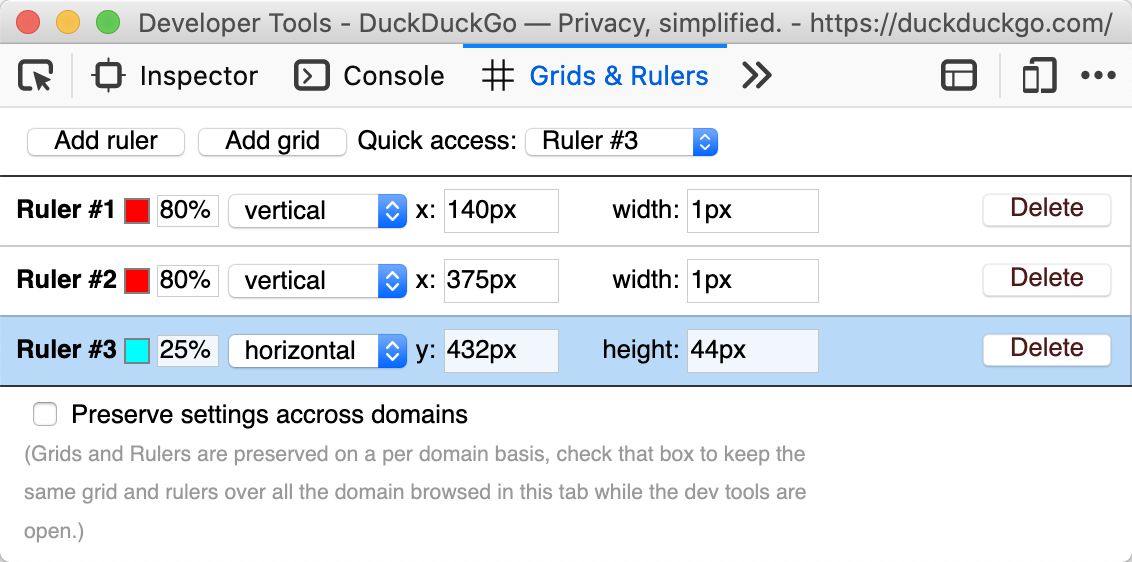 Developer Tools - DuckDuckGo — Privacy, simplified. - https://duckduckgo.com/
Inspector Console Grids & Rulers
Add ruler Add grid Quick access: Ruler #3
Ruler #1 80% vertical x: 140px width: 1px Delete
Ruler #2 80% vertical x: 375px width: 1px Delete
Ruler #3 25% horizontal y: 432px height: 44px Delete
Preserve settings accross domains
(Grids and Rulers are preserved on a per domain basis, check that box to keep the
same grid and rulers over all the domain browsed in this tab while the dev tools are
open.)